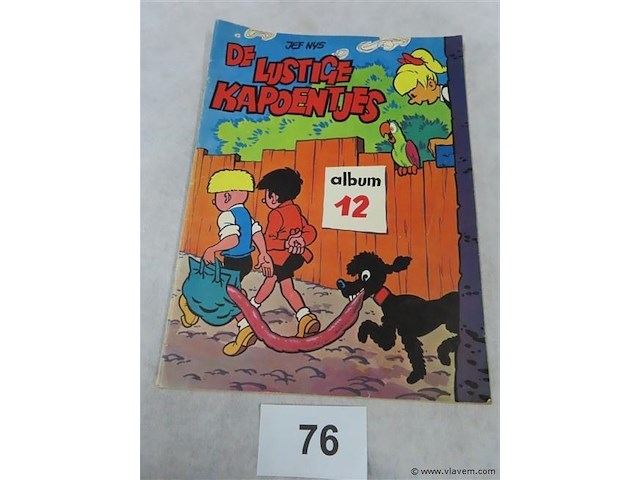 JEF NYS
DE LUSTIGE
KAPOENTJES
album
12
76
© www.vlavem.com